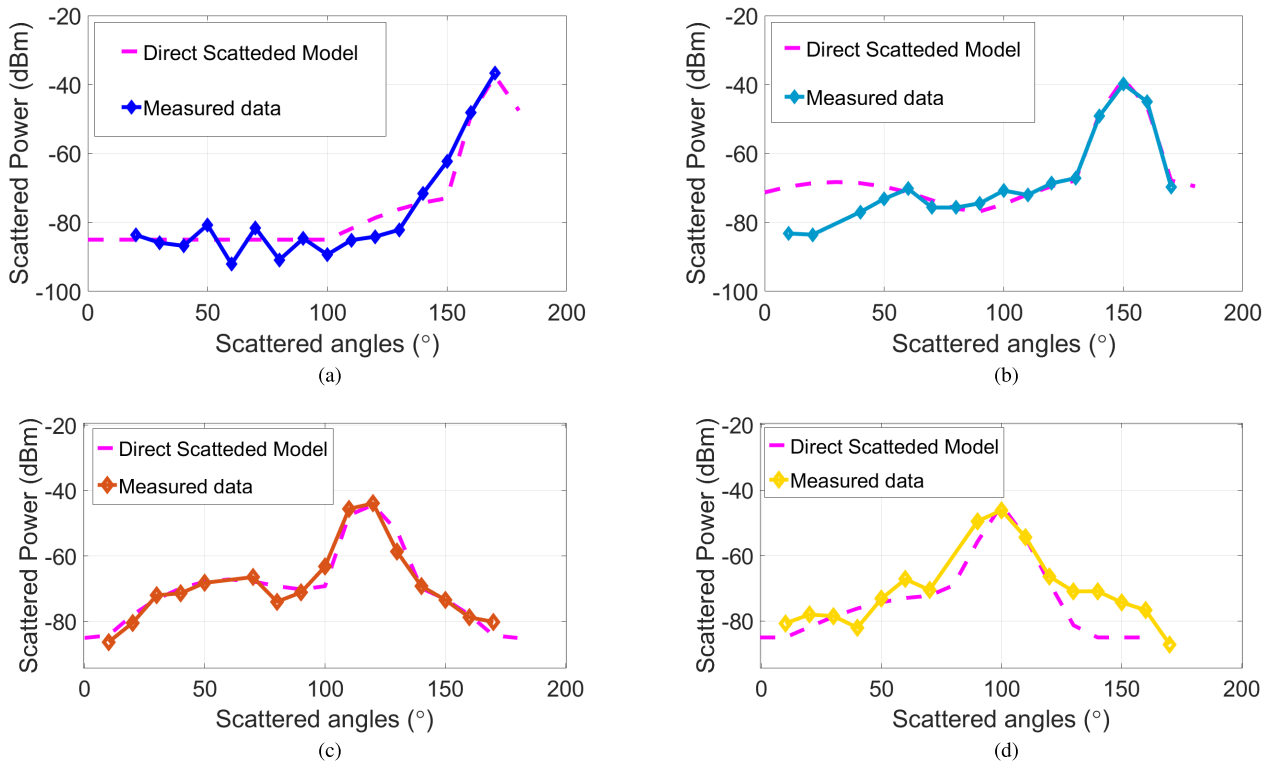 -20
-40
-60
-80
-100
Scattered Power (dBm)
Direct Scatteded Model
Measured data
0 50 100 150 200
Scattered angles (°)
(a)
-20
-40
-60
-80
-100
Scattered Power (dBm)
Direct Scatteded Model
Measured data
0 50 100 150 200
Scattered angles (°)
(b)
-20
-40
-60
-80
Scattered Power (dBm)
Direct Scatteded Model
Measured data
0 50 100 150 200
Scattered angles (°)
(c)
-20
-40
-60
-80
Scattered Power (dBm)
Direct Scatteded Model
Measured data
0 50 100 150 200
Scattered angles (°)
(d)